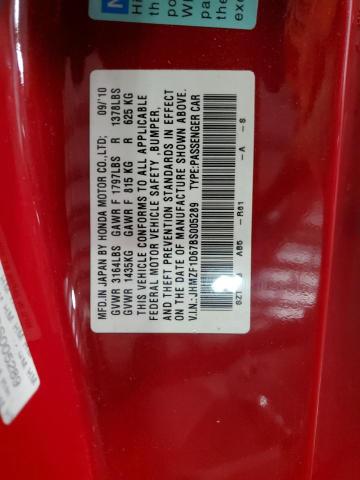 MFD.IN JAPAN BY HONDA MOTOR CO.,LTD; 09/'10
GVWR 3164LBS GAWR F 1797LBS R 1378LBS
GVWR 1435KG GAWR F 815 KG R 625 KG
THIS VEHICLE CONFORMS TO ALL APPLICABLE
FEDERAL MOTOR VEHICLE SAFETY ,BUMPER,
AND THEFT PREVENTION STANDARDS IN EFFECT
ON THE DATE OF MANUFACTURE SHOWN ABOVE.
V.I.N.:JHMZF1D67BS005289 TYPE:PASSENGER CAR
A85 - R81 - A - S